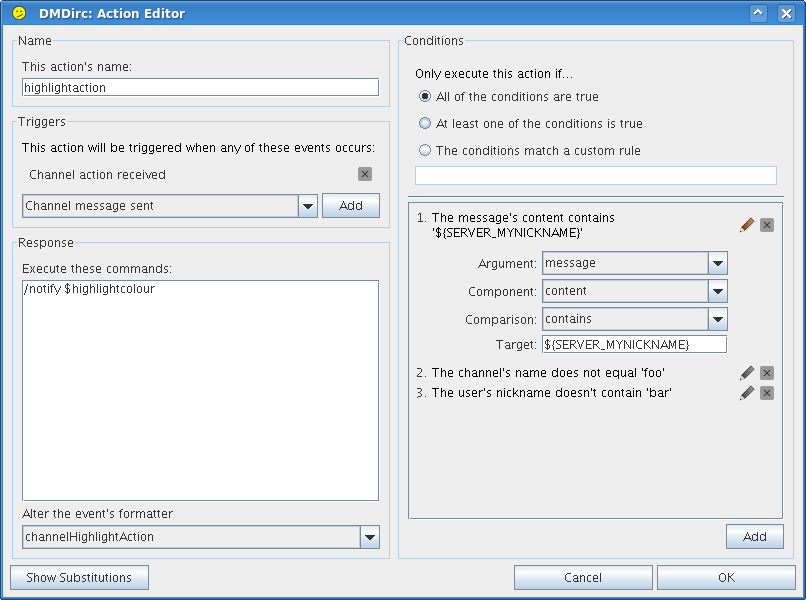 DMDirc: Action Editor
Name
This action's name:
highlightaction
Triggers
This action will be triggered when any of these events occurs:
Channel action received
Channel message sent
Add
Response
Execute these commands:
/notify $highlightcolour
Alter the event's formatter
channelHighlightAction
Show Substitutions
Conditions
Only execute this action if...
All of the conditions are true
At least one of the conditions is true
The conditions match a custom rule
1. The message's content contains
'${SERVER_MYNICKNAME}'
Argument: message
Component: content
Comparison: contains
Target: ${SERVER_MYNICKNAME}
2. The channel's name does not equal 'foo'
3. The user's nickname doesn't contain 'bar'
Add
Cancel
OK